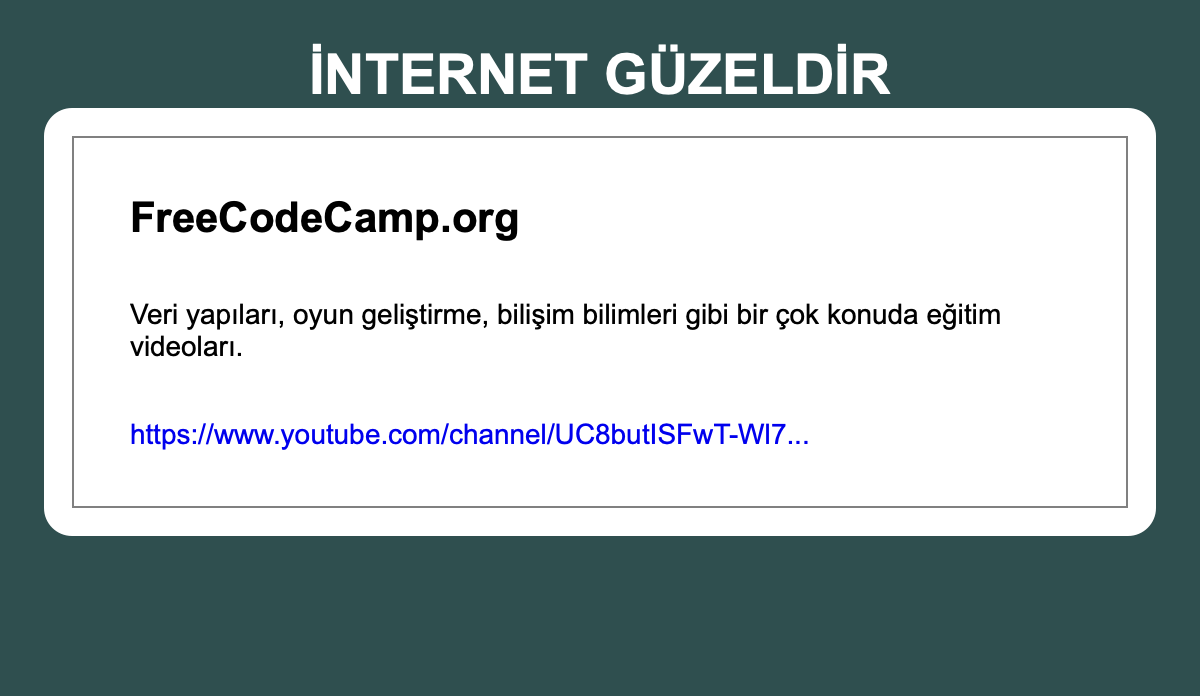 İNTERNET GÜZELDİR
FreeCodeCamp.org
Veri yapıları, oyun geliştirme, bilişim bilimleri gibi bir çok konuda eğitim
videoları.
https://www.youtube.com/channel/UC8butISFwT-Wl7...